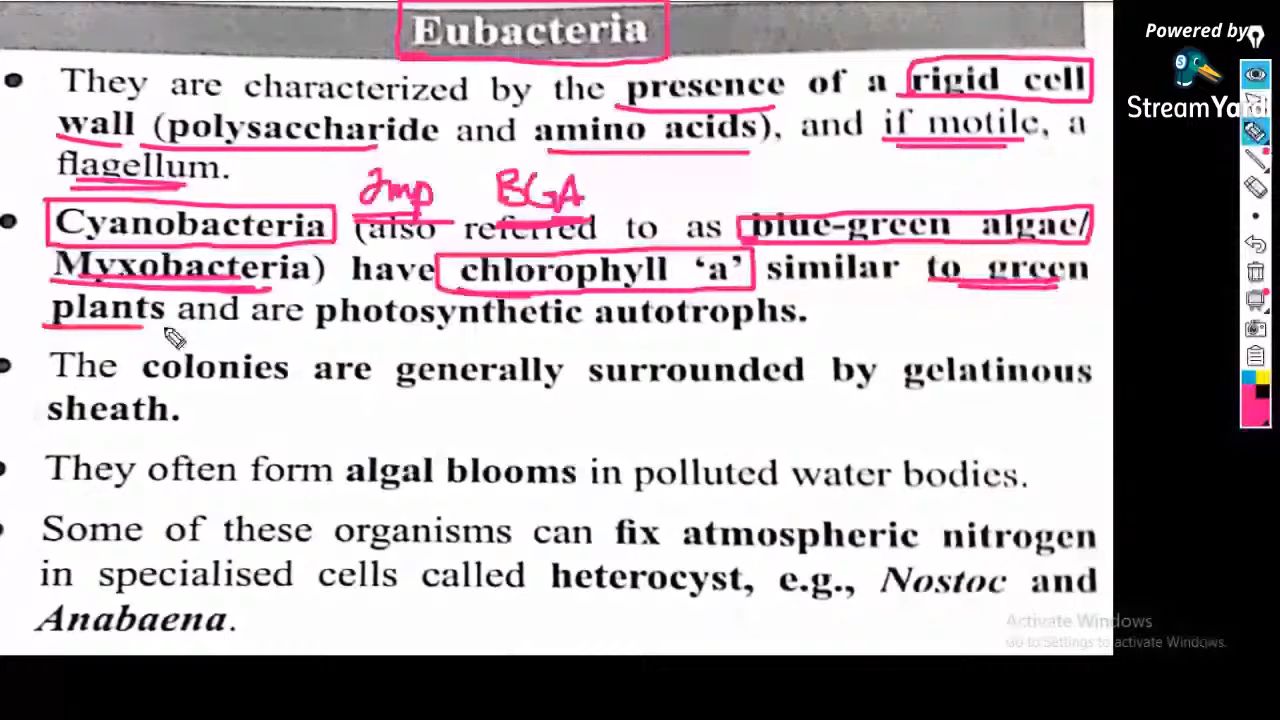 Eubacteria
Powered by
StreamYard
They are characterized by the presence of a rigid cell
wall (polysaccharide and amino acids), and if motile, a
flagellum.
Imp BGA
Cyanobacteria (also referred to as blue-green algae/
Myxobacteria) have chlorophyll ‘a’ similar to green
plants and are photosynthetic autotrophs.
The colonies are generally surrounded by gelatinous
sheath.
They often form algal blooms in polluted water bodies.
Some of these organisms can fix atmospheric nitrogen
in specialised cells called heterocyst, e.g., Nostoc and
Anabaena.
Activate Windows
Go to Settings to activate Windows.